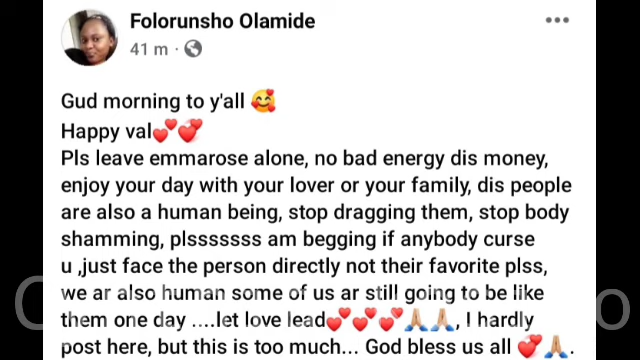 Folorunsho Olamide
41 m ·
Gud morning to y'all 🥰
Happy val💕💞
Pls leave emmarose alone, no bad energy dis money,
enjoy your day with your lover or your family, dis people
are also a human being, stop dragging them, stop body
shamming, plsssssss am begging if anybody curse
u ,just face the person directly not their favorite plss,
we ar also human some of us ar still going to be like
them one day ....let love lead💕💕💕🙏🏼🙏🏼, I hardly
post here, but this is too much... God bless us all 💞🙏🏼.